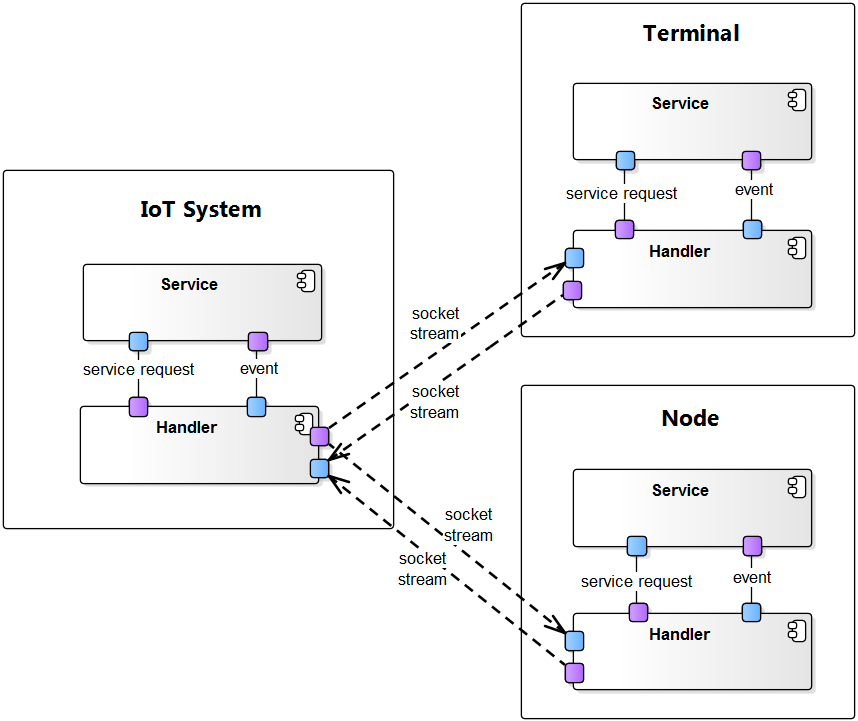 Terminal
Service
service request
event
Handler
IoT System
Service
service request
event
Handler
socket
stream
socket
stream
socket
stream
socket
stream
Node
Service
service request
event
Handler